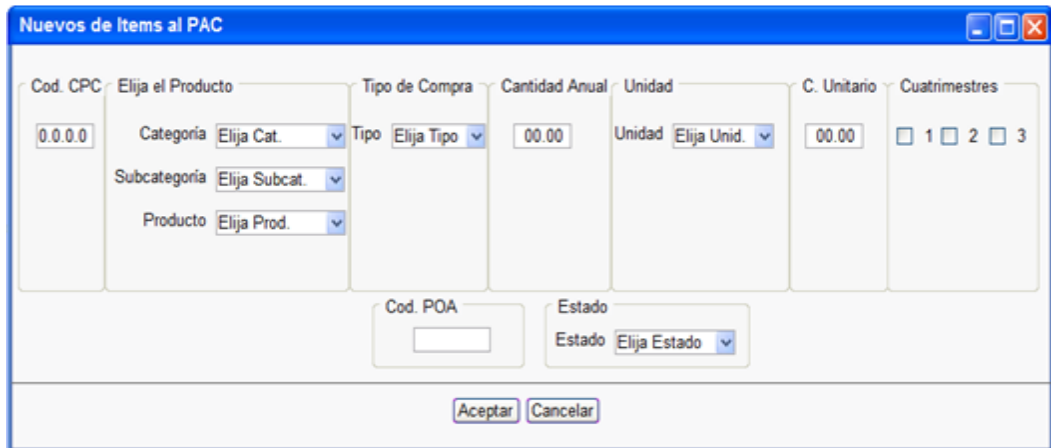 Nuevos de Items al PAC
Cod. CPC Elija el Producto Tipo de Compra Cantidad Anual Unidad C. Unitario Cuatrimestres
0.0.0.0 Categoría Elija Cat. Tipo Elija Tipo 00.00 Unidad Elija Unid. 00.00 1 2 3
Subcategoría Elija Subcat.
Producto Elija Prod.
Cod. POA Estado
Estado Elija Estado
Aceptar Cancelar